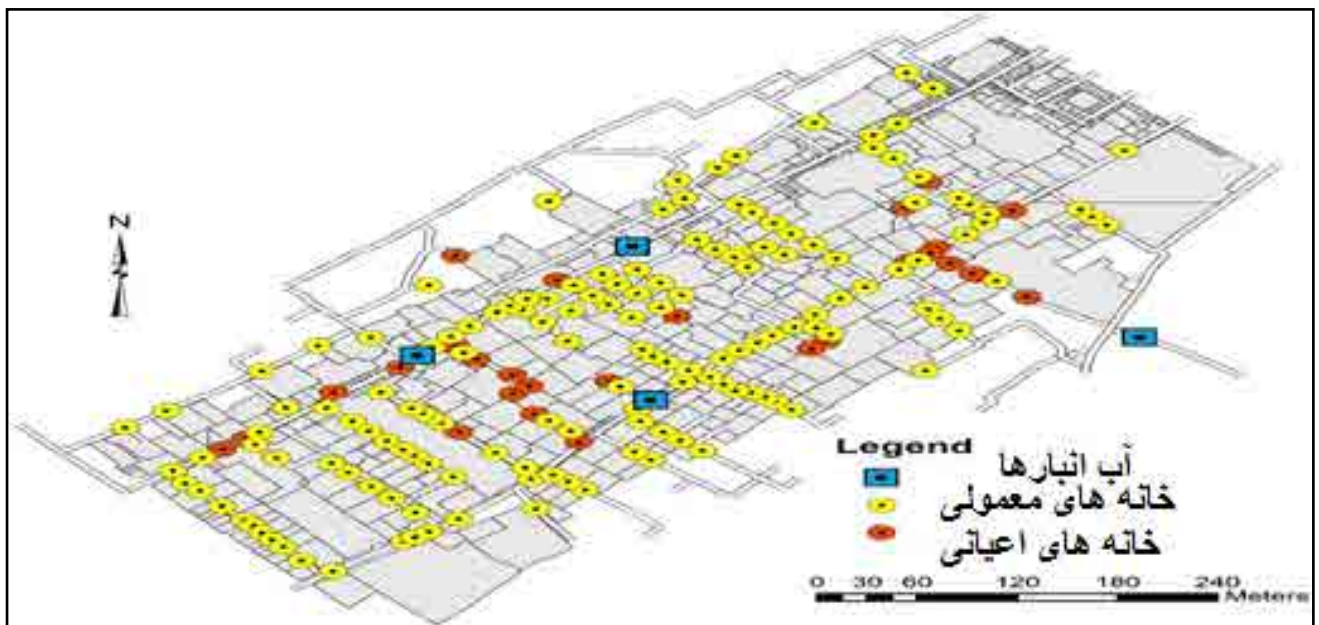 N
Legend
آب انبارها
خانه های معمولی
خانه های اعیانی
0 30 60 120 180 240
Meters